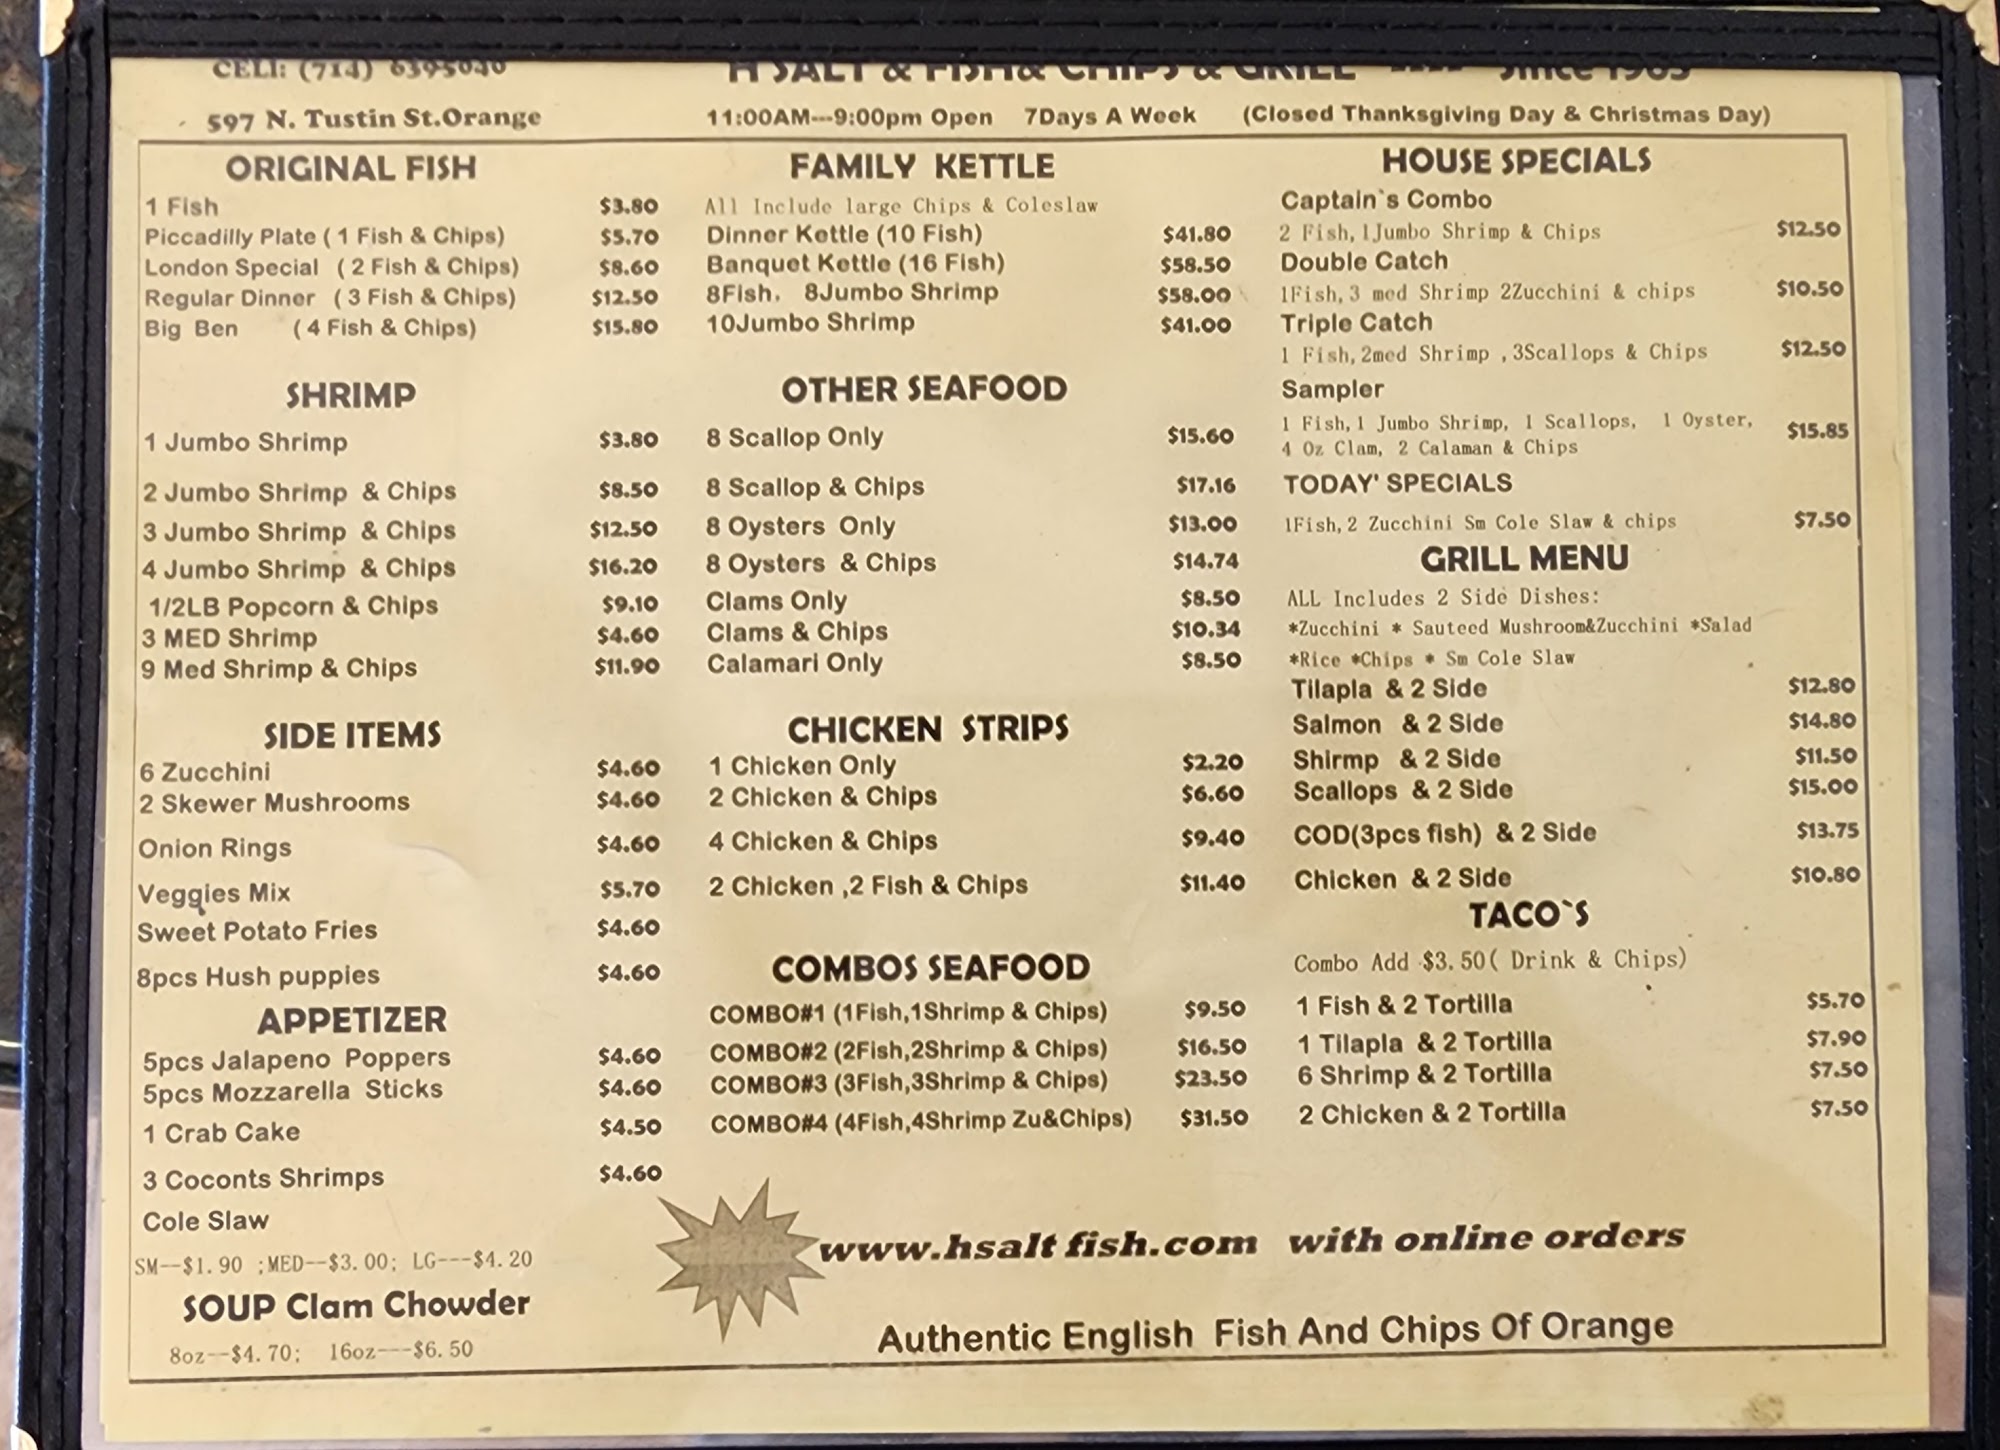 CELL: (714) 6395040
H SALT & FISH& CHIPS & GRILL ---- Since 1965
597 N. Tustin St.Orange
11:00AM---9:00pm Open 7Days A Week (Closed Thanksgiving Day & Christmas Day)
ORIGINAL FISH
1 Fish $3.80
Piccadilly Plate ( 1 Fish & Chips) $5.70
London Special ( 2 Fish & Chips) $8.60
Regular Dinner ( 3 Fish & Chips) $12.50
Big Ben ( 4 Fish & Chips) $15.80
SHRIMP
1 Jumbo Shrimp $3.80
2 Jumbo Shrimp & Chips $8.50
3 Jumbo Shrimp & Chips $12.50
4 Jumbo Shrimp & Chips $16.20
1/2LB Popcorn & Chips $9.10
3 MED Shrimp $4.60
9 Med Shrimp & Chips $11.90
SIDE ITEMS
6 Zucchini $4.60
2 Skewer Mushrooms $4.60
Onion Rings $4.60
Veggies Mix $5.70
Sweet Potato Fries $4.60
8pcs Hush puppies $4.60
APPETIZER
5pcs Jalapeno Poppers $4.60
5pcs Mozzarella Sticks $4.60
1 Crab Cake $4.50
3 Coconts Shrimps $4.60
Cole Slaw
SM--$1.90 ;MED--$3.00; LG---$4.20
SOUP Clam Chowder
8oz--$4.70; 16oz---$6.50
FAMILY KETTLE
All Include large Chips & Coleslaw
Dinner Kettle (10 Fish) $41.80
Banquet Kettle (16 Fish) $58.50
8Fish, 8Jumbo Shrimp $58.00
10Jumbo Shrimp $41.00
OTHER SEAFOOD
8 Scallop Only $15.60
8 Scallop & Chips $17.16
8 Oysters Only $13.00
8 Oysters & Chips $14.74
Clams Only $8.50
Clams & Chips $10.34
Calamari Only $8.50
CHICKEN STRIPS
1 Chicken Only $2.20
2 Chicken & Chips $6.60
4 Chicken & Chips $9.40
2 Chicken ,2 Fish & Chips $11.40
COMBOS SEAFOOD
COMBO#1 (1Fish,1Shrimp & Chips) $9.50
COMBO#2 (2Fish,2Shrimp & Chips) $16.50
COMBO#3 (3Fish,3Shrimp & Chips) $23.50
COMBO#4 (4Fish,4Shrimp Zu&Chips) $31.50
HOUSE SPECIALS
Captain`s Combo
2 Fish,1Jumbo Shrimp & Chips $12.50
Double Catch
1Fish,3 med Shrimp 2Zucchini & chips $10.50
Triple Catch
1 Fish,2med Shrimp ,3Scallops & Chips $12.50
Sampler
1 Fish,1 Jumbo Shrimp, 1 Scallops, 1 Oyster, $15.85
4 Oz Clam, 2 Calaman & Chips
TODAY' SPECIALS
1Fish,2 Zucchini Sm Cole Slaw & chips $7.50
GRILL MENU
ALL Includes 2 Side Dishes:
*Zucchini * Sauteed Mushroom&Zucchini *Salad
*Rice *Chips * Sm Cole Slaw
Tilapla & 2 Side $12.80
Salmon & 2 Side $14.80
Shirmp & 2 Side $11.50
Scallops & 2 Side $15.00
COD(3pcs fish) & 2 Side $13.75
Chicken & 2 Side $10.80
TACO`S
Combo Add $3.50( Drink & Chips)
1 Fish & 2 Tortilla $5.70
1 Tilapla & 2 Tortilla $7.90
6 Shrimp & 2 Tortilla $7.50
2 Chicken & 2 Tortilla $7.50
www.hsalt fish.com with online orders
Authentic English Fish And Chips Of Orange